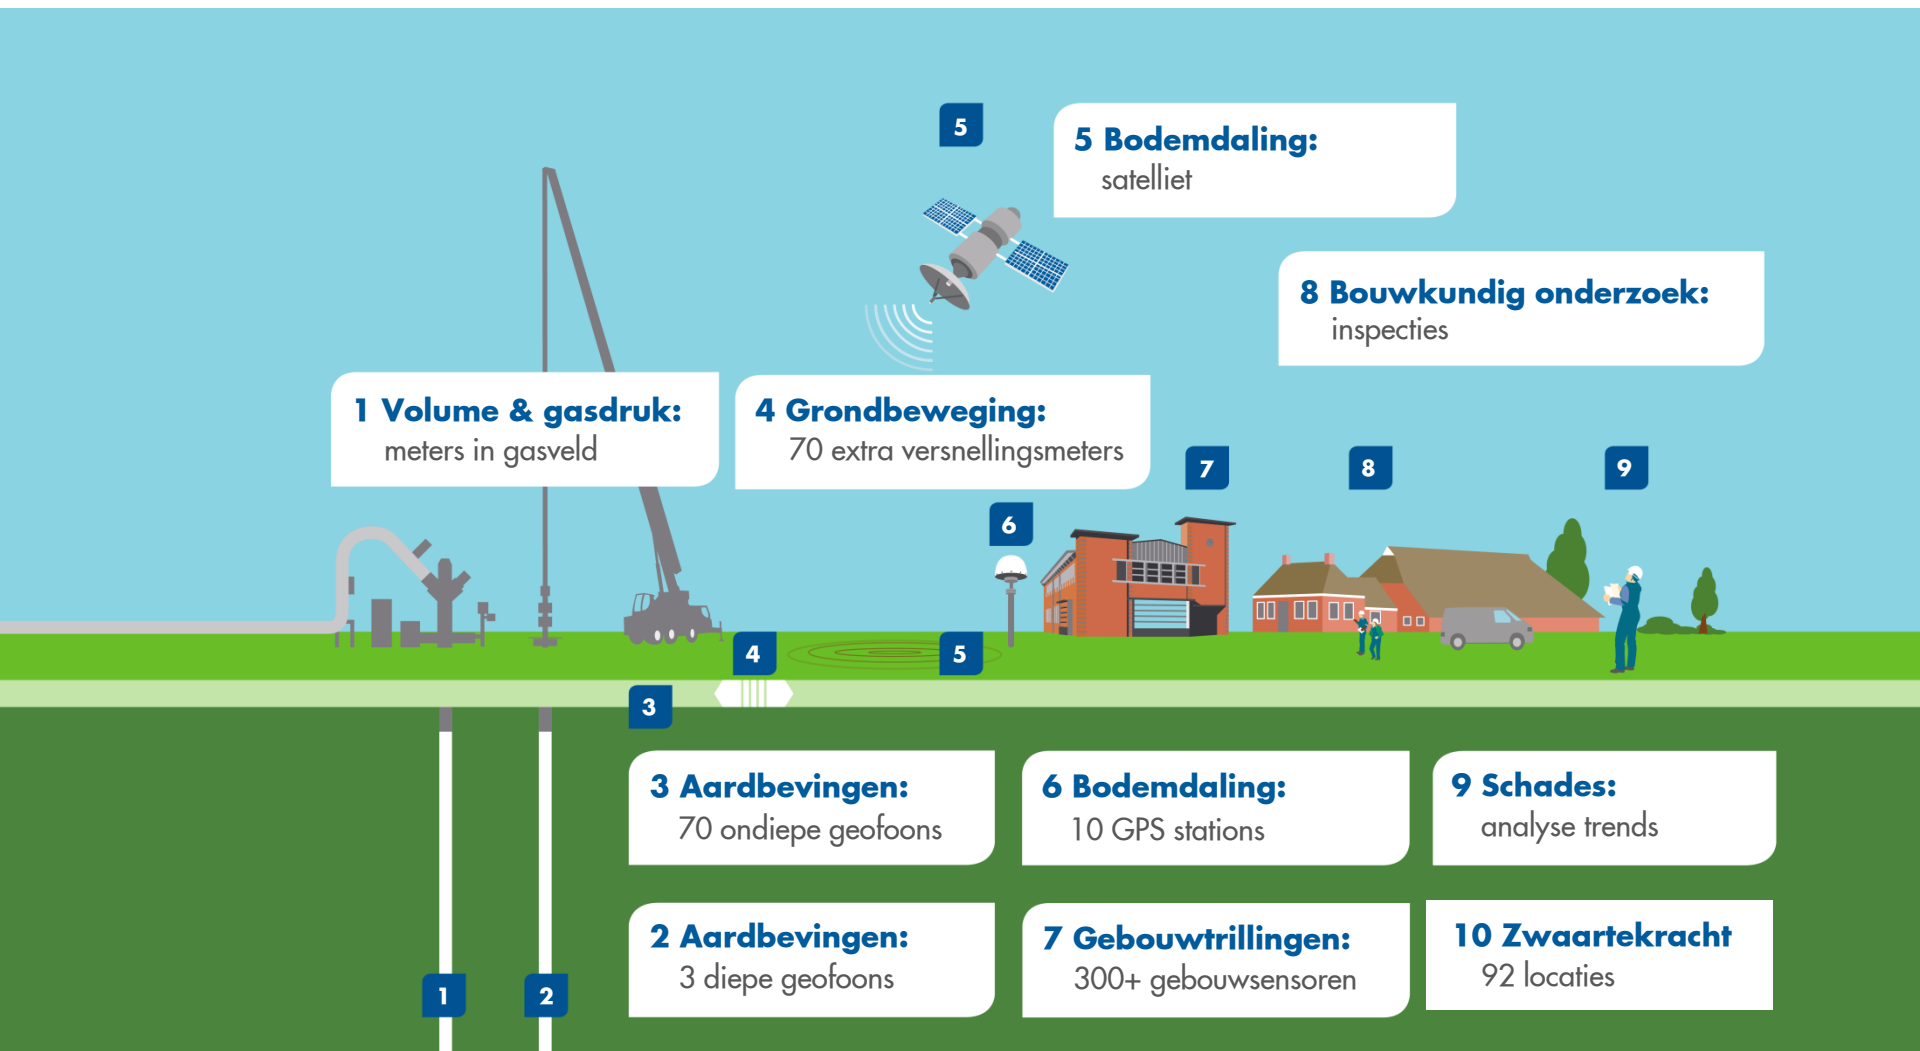 5
5 Bodemdaling:
satelliet
8 Bouwkundig onderzoek:
inspecties
1 Volume & gasdruk:
meters in gasveld
4 Grondbeweging:
70 extra versnellingsmeters
7
8
9
6
4
5
3
3 Aardbevingen:
70 ondiepe geofoons
6 Bodemdaling:
10 GPS stations
9 Schades:
analyse trends
2 Aardbevingen:
3 diepe geofoons
7 Gebouwtrillingen:
300+ gebouwsensoren
10 Zwaartekracht
92 locaties
1
2